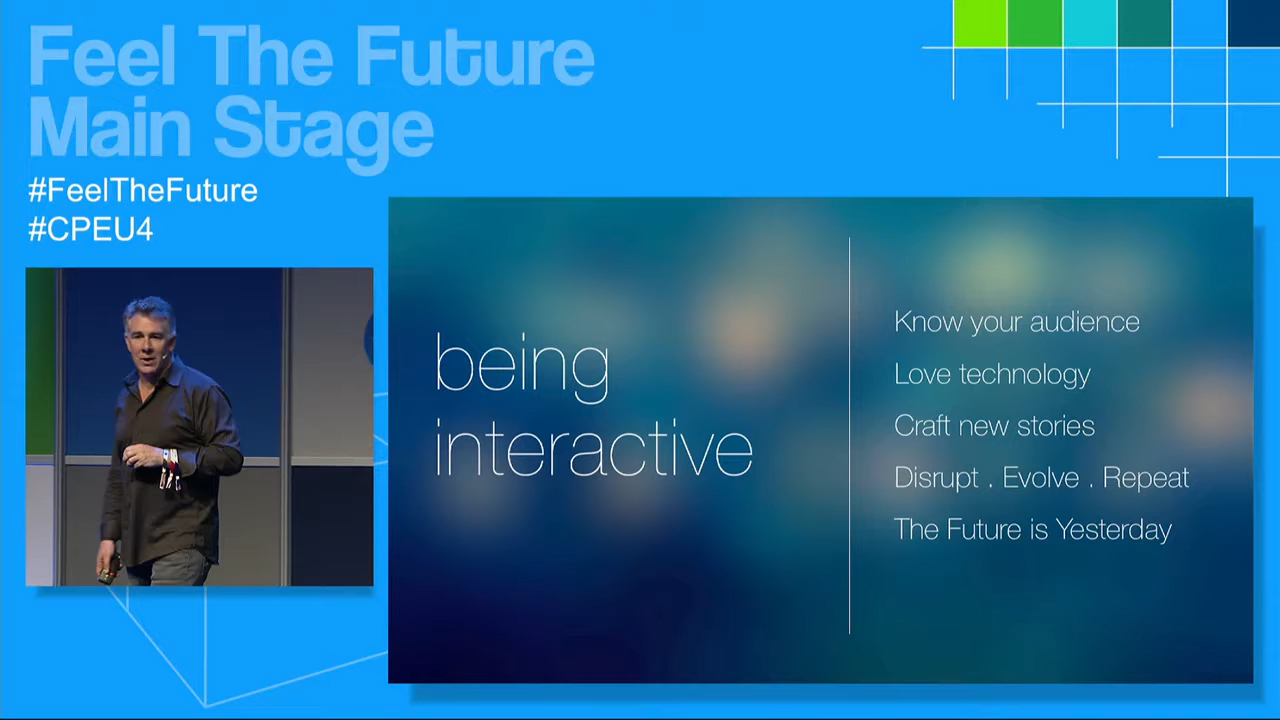 Feel The Future
Main Stage
#FeelTheFuture
#CPEU4
being
interactive
Know your audience
Love technology
Craft new stories
Disrupt . Evolve . Repeat
The Future is Yesterday